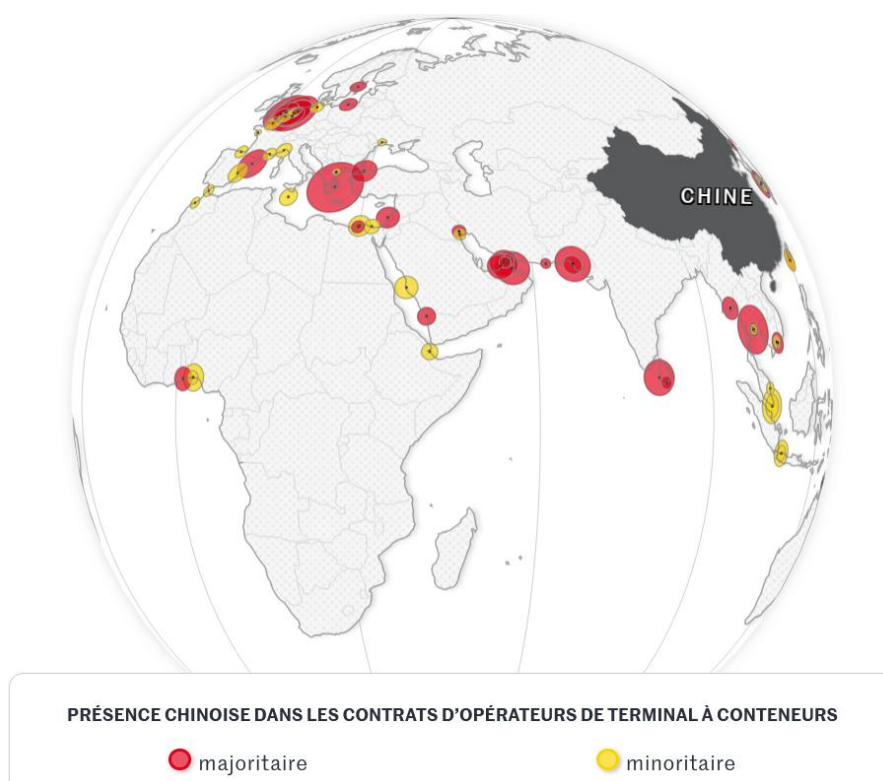 CHINE
PRÉSENCE CHINOISE DANS LES CONTRATS D’OPÉRATEURS DE TERMINAL À CONTENEURS
majoritaire
minoritaire